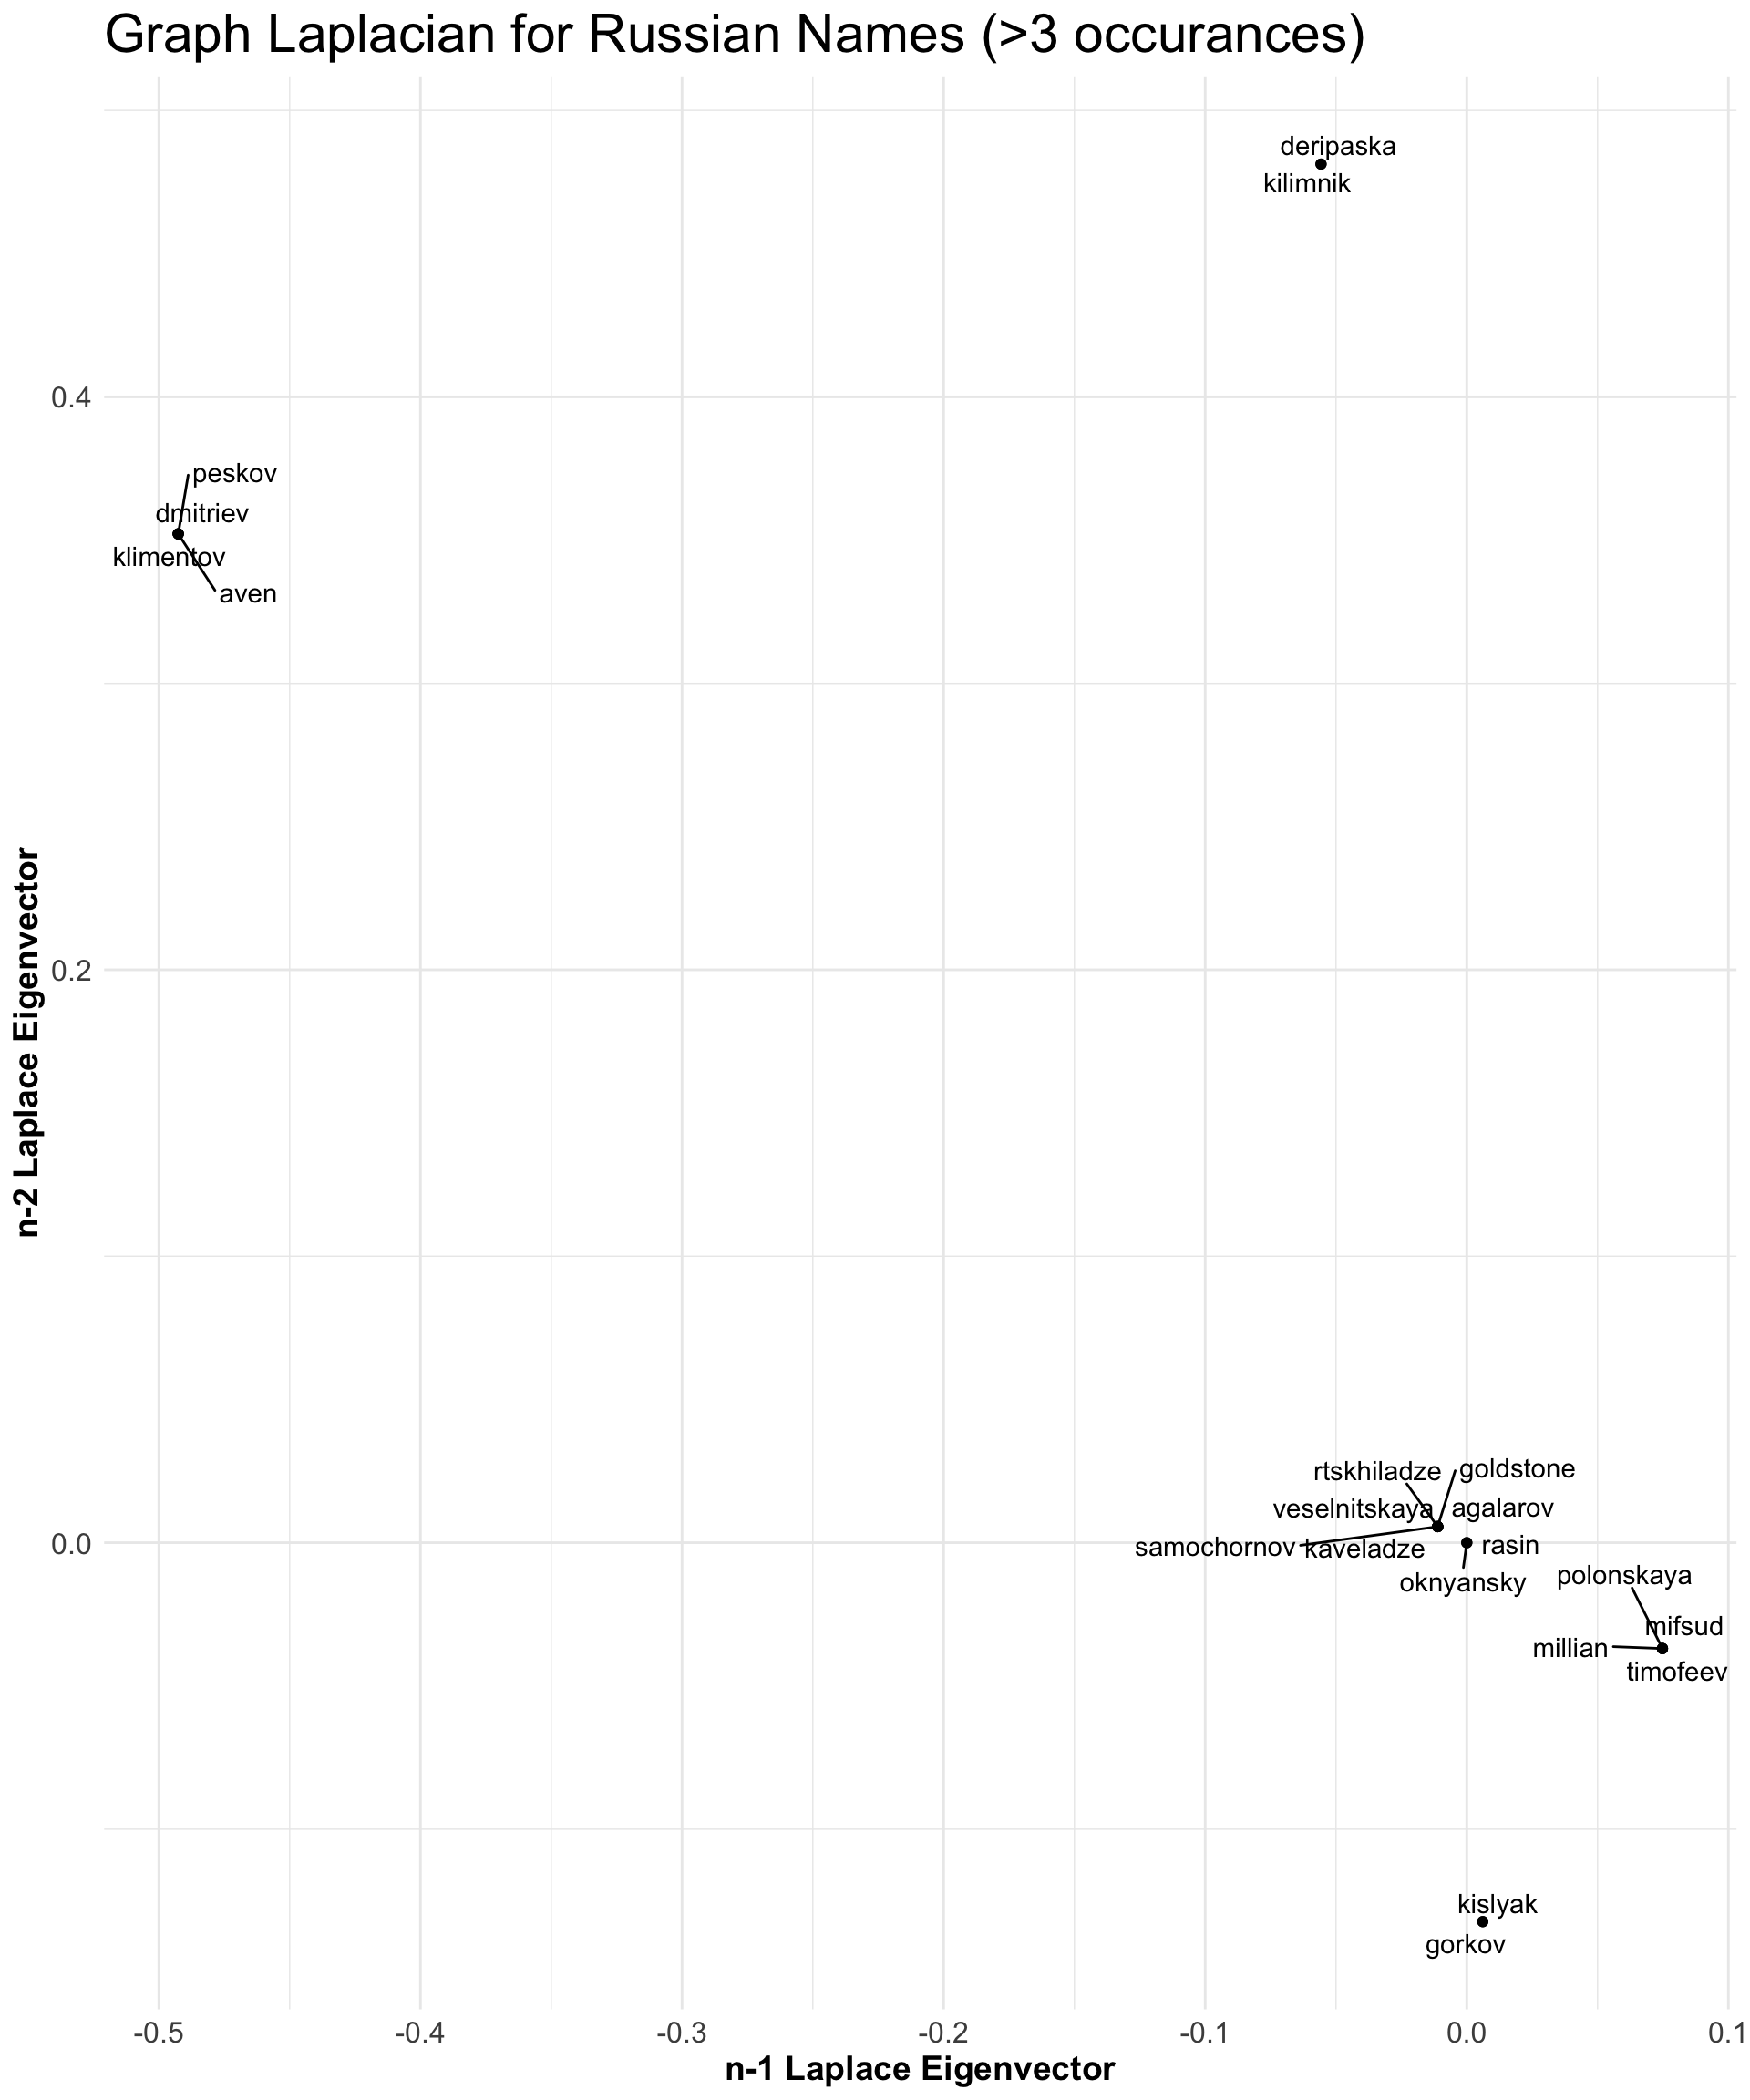 Graph Laplacian for Russian Names (>3 occurances)
deripaska
kilimnik
0.4
peskov
dmitriev
klimentov
aven
n-2 Laplace Eigenvector
0.2
rtskhiladze
goldstone
veselnitskaya
agalarov
0.0
samochornov
kaveladze
rasin
oknyansky
polonskaya
mifsud
millian
timofeev
kislyak
gorkov
-0.5 -0.4 -0.3 -0.2 -0.1 0.0 0.1
n-1 Laplace Eigenvector